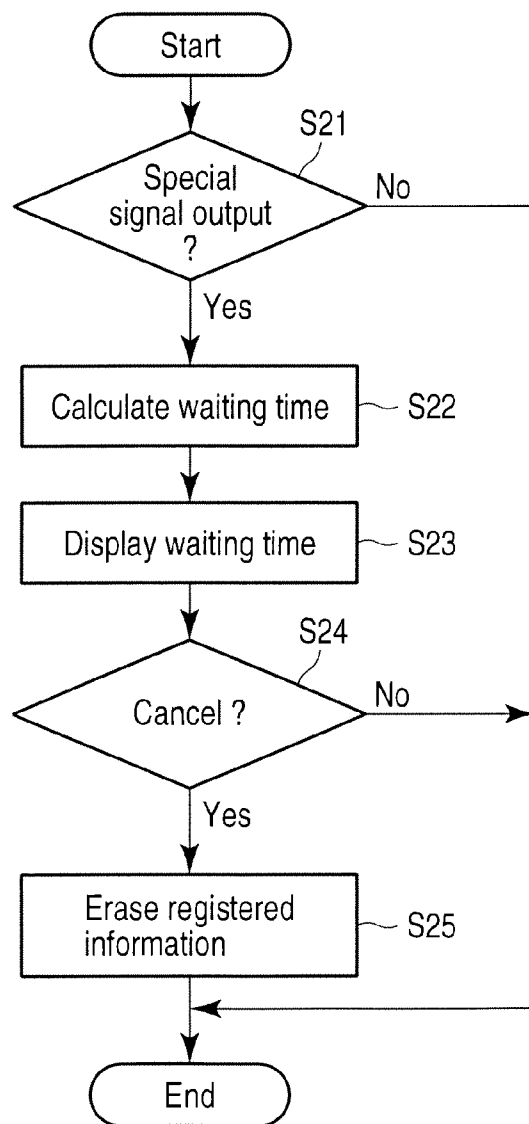 Start
S21
Special
signal output
?
No
Yes
Calculate waiting time
S22
Display waiting time
S23
S24
Cancel ?
No
Yes
Erase registered
information
S25
End